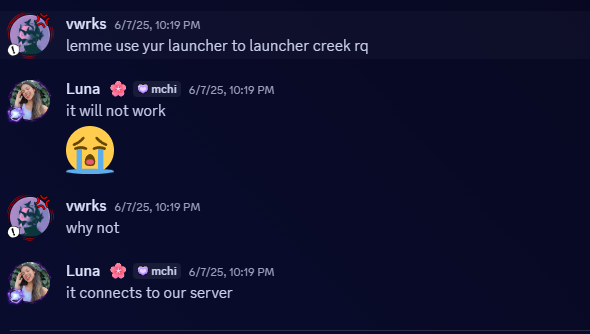 vwrks 6/7/25, 10:19 PM
lemme use yur launcher to launcher creek rq
Luna 🌸 mchi 6/7/25, 10:19 PM
it will not work
😭
vwrks 6/7/25, 10:19 PM
why not
Luna 🌸 mchi 6/7/25, 10:19 PM
it connects to our server